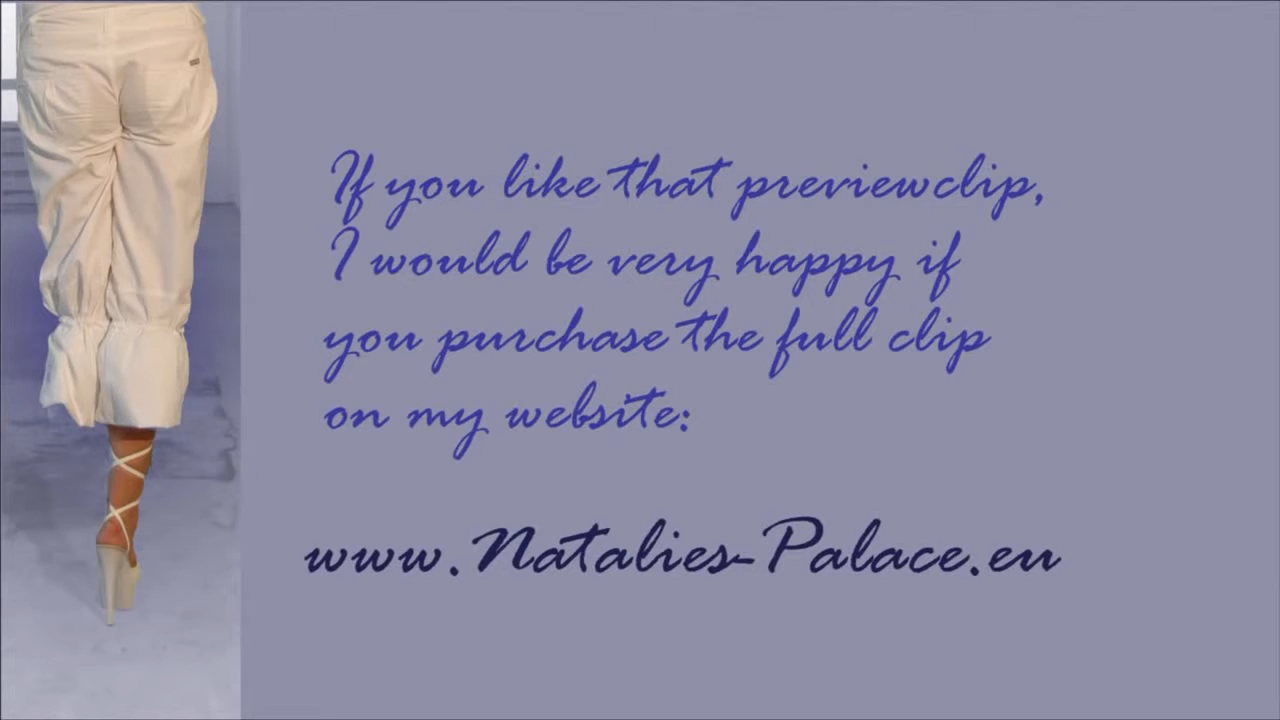 If you like that previewclip,
I would be very happy if
you purchase the full clip
on my website:
www.Natalies-Palace.eu